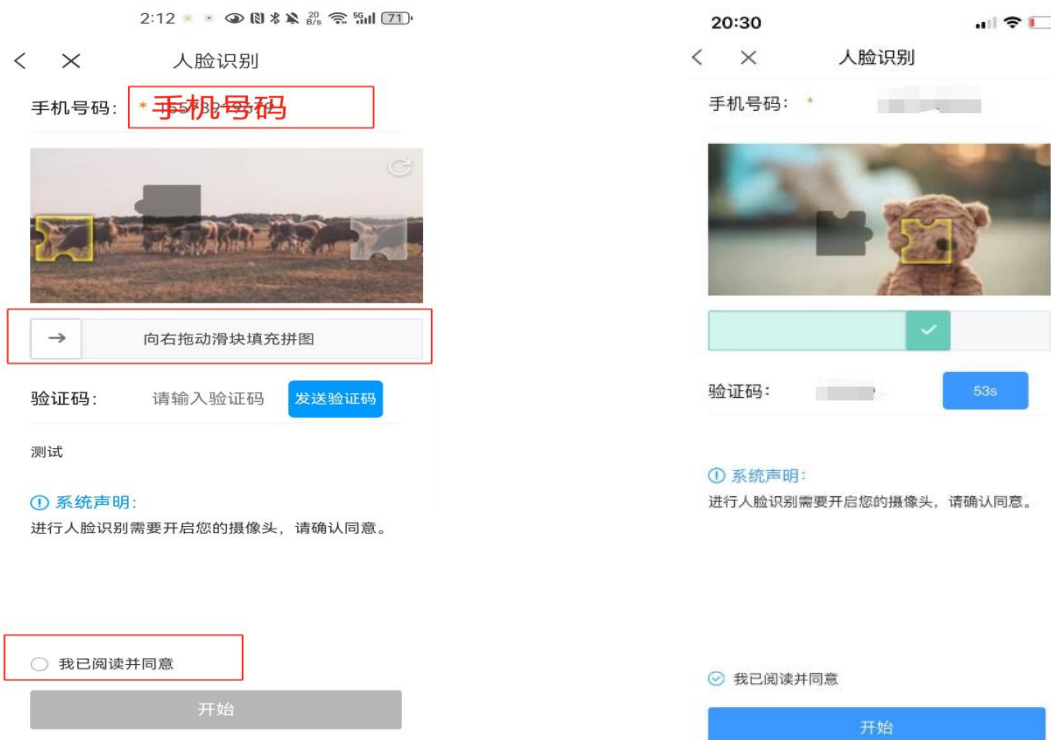 2:12 20 B/s 5G 71
人脸识别
手机号码: * 手机号码
向右拖动滑块填充拼图
验证码: 请输入验证码 发送验证码
测试
系统声明:
进行人脸识别需要开启您的摄像头，请确认同意。
我已阅读并同意
开始
20:30
人脸识别
手机号码: *
验证码: 53s
系统声明:
进行人脸识别需要开启您的摄像头，请确认同意。
我已阅读并同意
开始